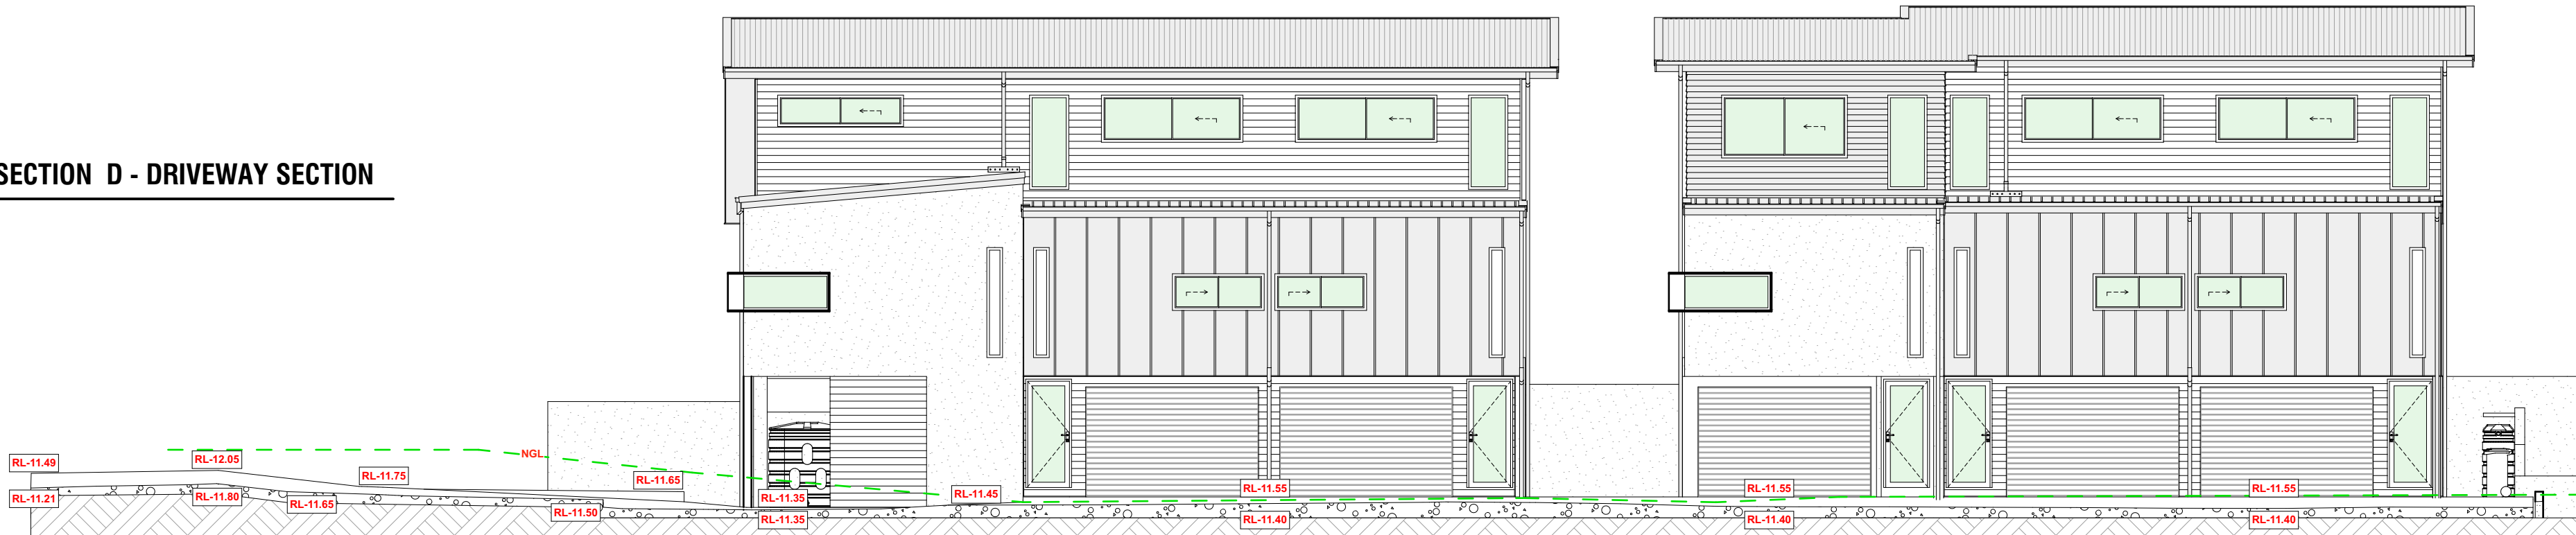 SECTION D - DRIVEWAY SECTION
NGL
RL-11.49
RL-12.05
RL-11.75
RL-11.65
RL-11.35
RL-11.45
RL-11.55
RL-11.55
RL-11.55
RL-11.21
RL-11.80
RL-11.65
RL-11.50
RL-11.35
RL-11.40
RL-11.40
RL-11.40